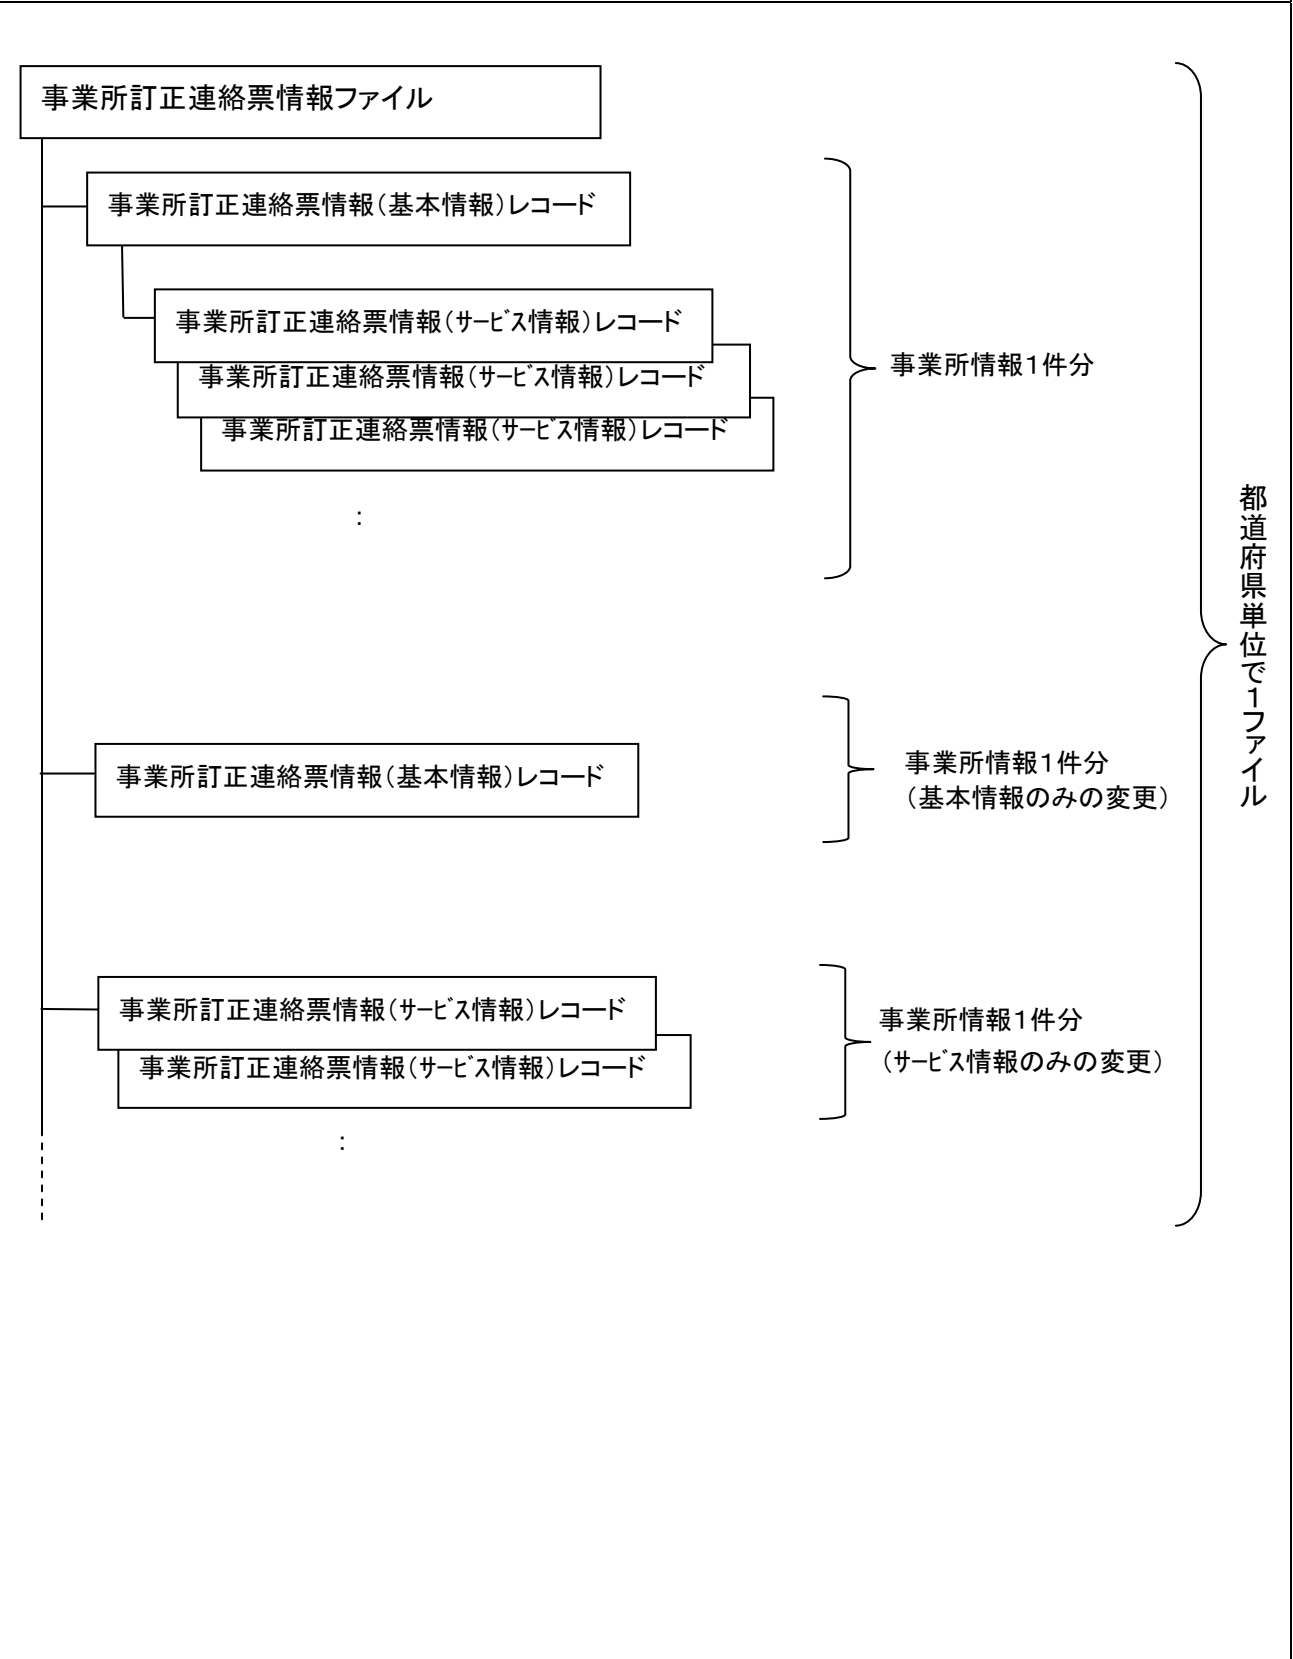 事業所訂正連絡票情報ファイル
事業所訂正連絡票情報（基本情報）レコード
事業所訂正連絡票情報（ｻｰﾋﾞｽ情報）レコード
事業所訂正連絡票情報（ｻｰﾋﾞｽ情報）レコード
事業所訂正連絡票情報（ｻｰﾋﾞｽ情報）レコード
：
事業所情報１件分
事業所訂正連絡票情報（基本情報）レコード
事業所情報１件分
（基本情報のみの変更）
事業所訂正連絡票情報（ｻｰﾋﾞｽ情報）レコード
事業所訂正連絡票情報（ｻｰﾋﾞｽ情報）レコード
：
事業所情報１件分
（ｻｰﾋﾞｽ情報のみの変更）
都道府県単位で１ファイル